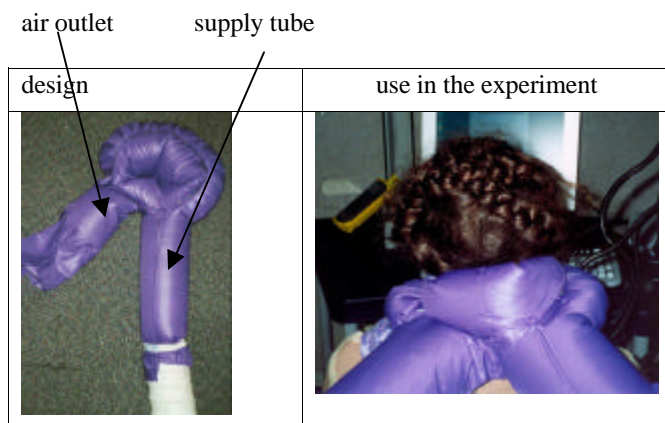 air outlet supply tube
design use in the experiment